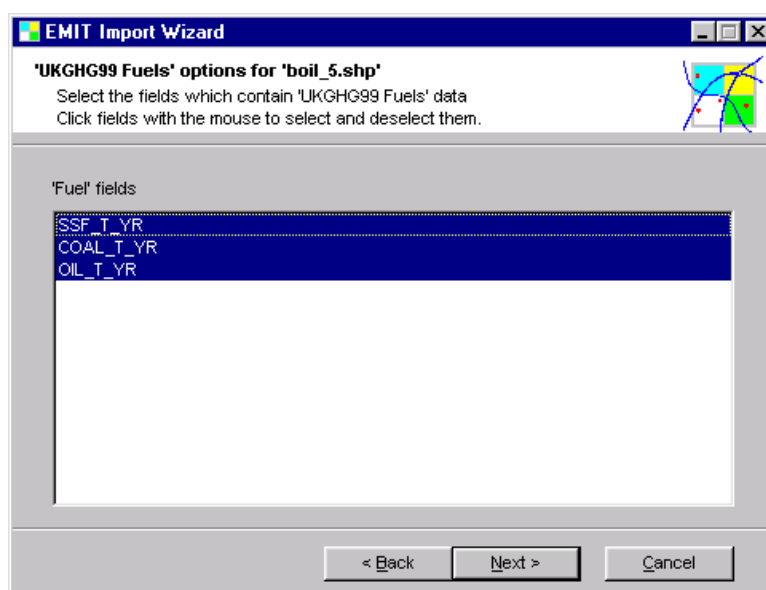 EMIT Import Wizard
'UKGHG99 Fuels' options for 'boil_5.shp'
Select the fields which contain 'UKGHG99 Fuels' data
Click fields with the mouse to select and deselect them.
'Fuel' fields
SSF_T_YR
COAL_T_YR
OIL_T_YR
< Back Next > Cancel